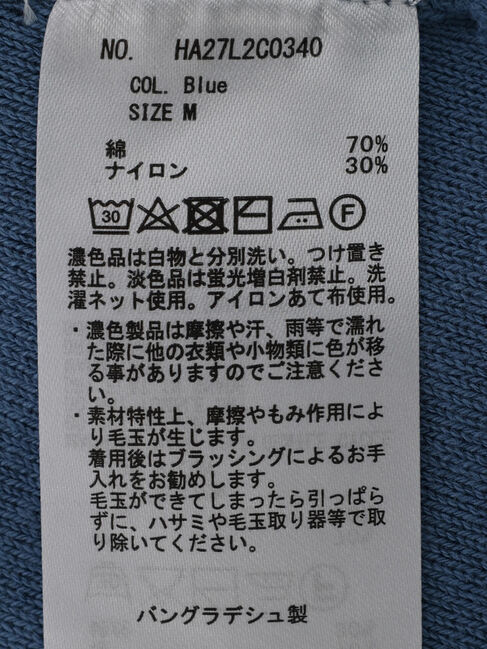 NO. HA27L2C0340
COL. Blue
SIZE M
綿 70%
ナイロン 30%
30 F
濃色品は白物と分別洗い。つけ置き
禁止。淡色品は蛍光増白剤禁止。洗
濯ネット使用。アイロンあて布使用。
・濃色製品は摩擦や汗、雨等で濡れ
た際に他の衣類や小物類に色が移
る事がありますのでご注意くださ
い。
・素材特性上、摩擦やもみ作用によ
り毛玉が生じます。
着用後はブラッシングによるお手
入れをお勧めします。
毛玉ができてしまったら引っぱら
ずに、ハサミや毛玉取り器等で取
り除いてください。
バングラデシュ製